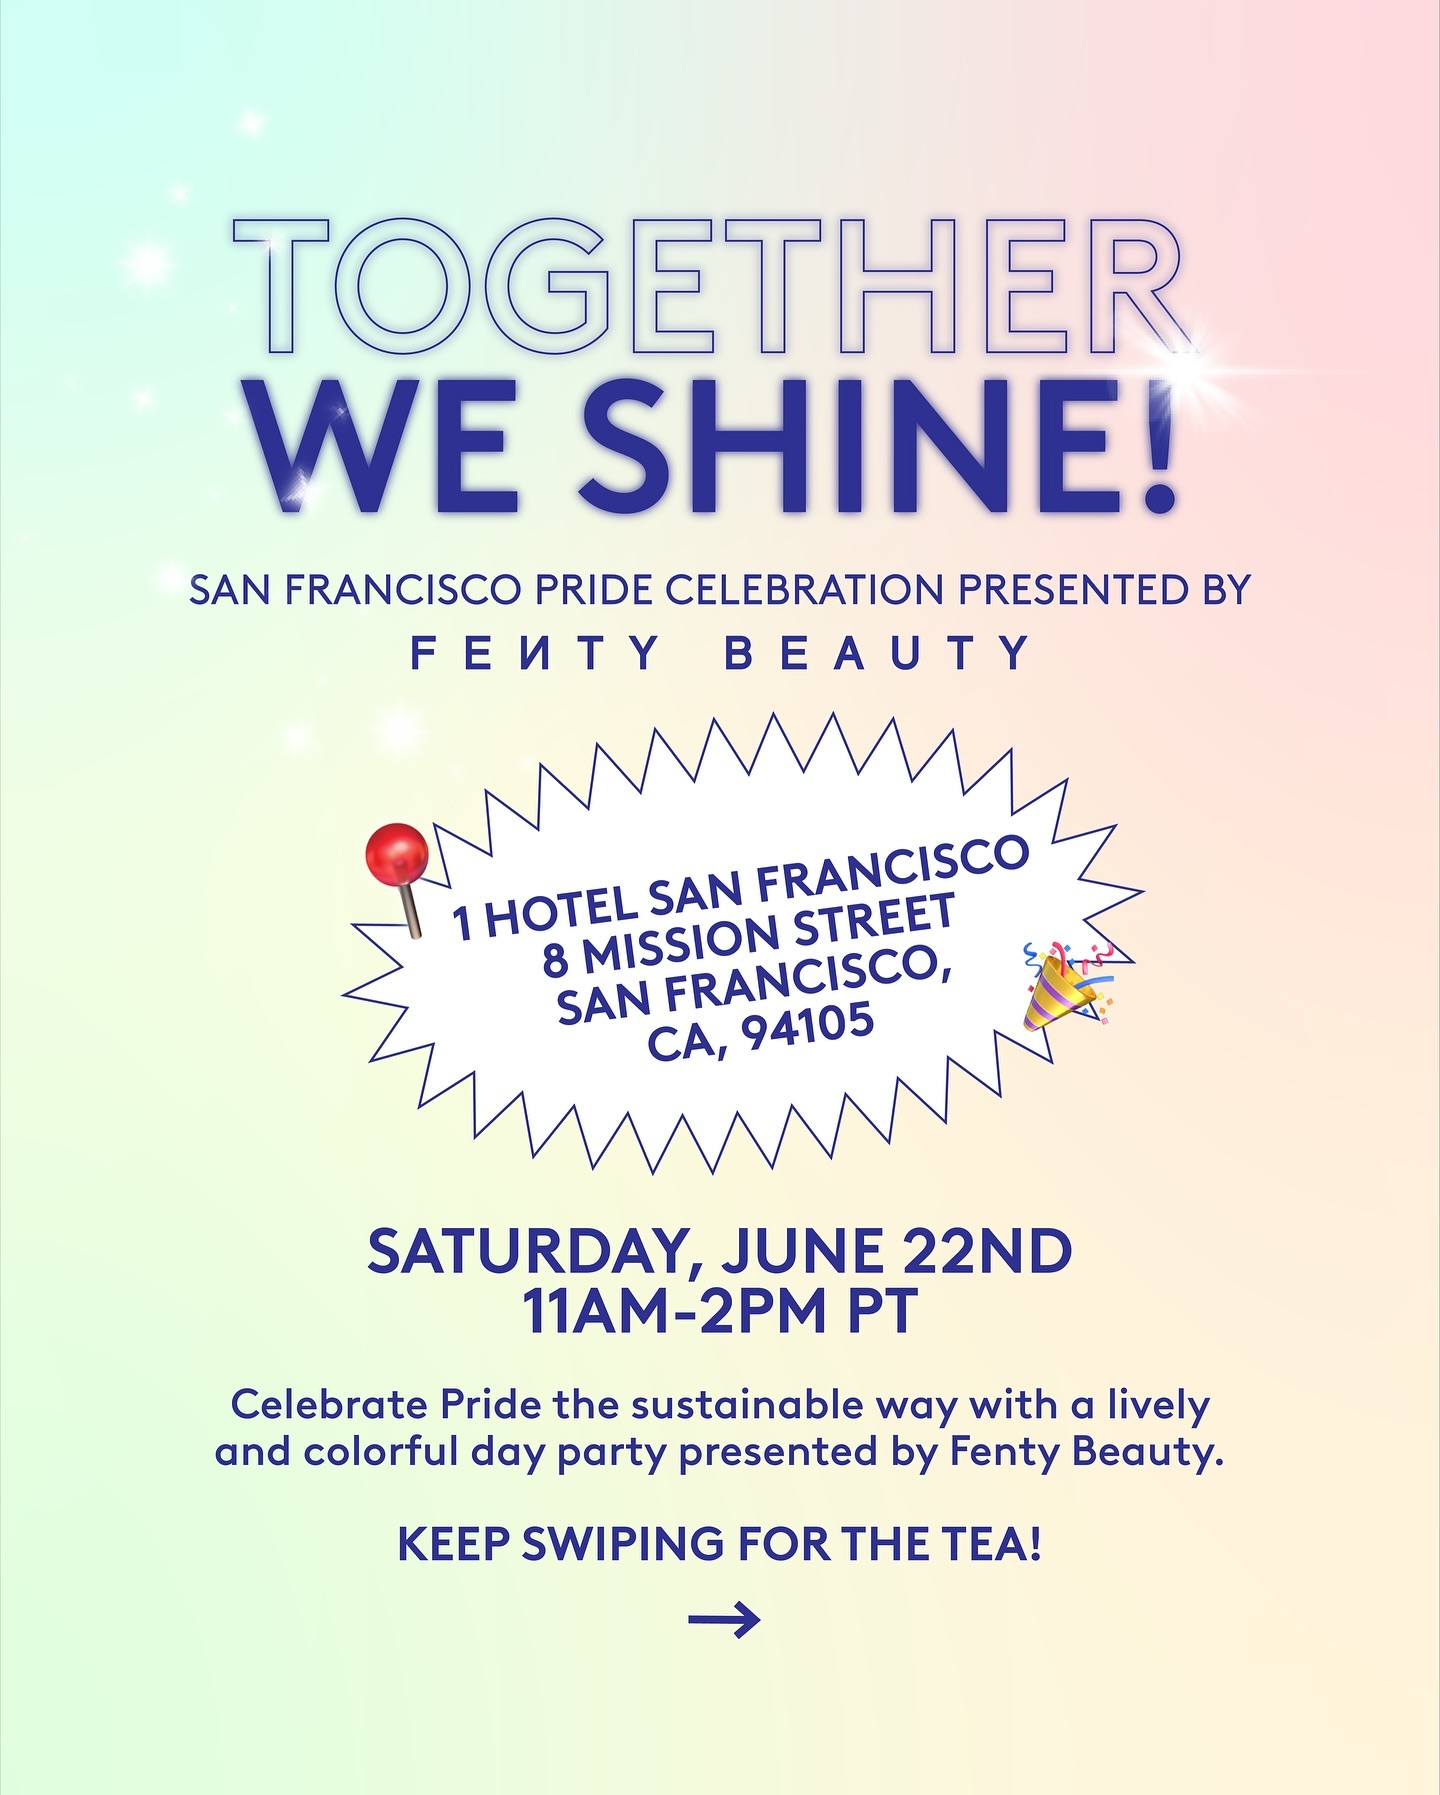 TOGETHER
WE SHINE!
SAN FRANCISCO PRIDE CELEBRATION PRESENTED BY
FENTY BEAUTY
1 HOTEL SAN FRANCISCO
8 MISSION STREET
SAN FRANCISCO,
CA, 94105
SATURDAY, JUNE 22ND
11AM-2PM PT
Celebrate Pride the sustainable way with a lively
and colorful day party presented by Fenty Beauty.
KEEP SWIPING FOR THE TEA!
→